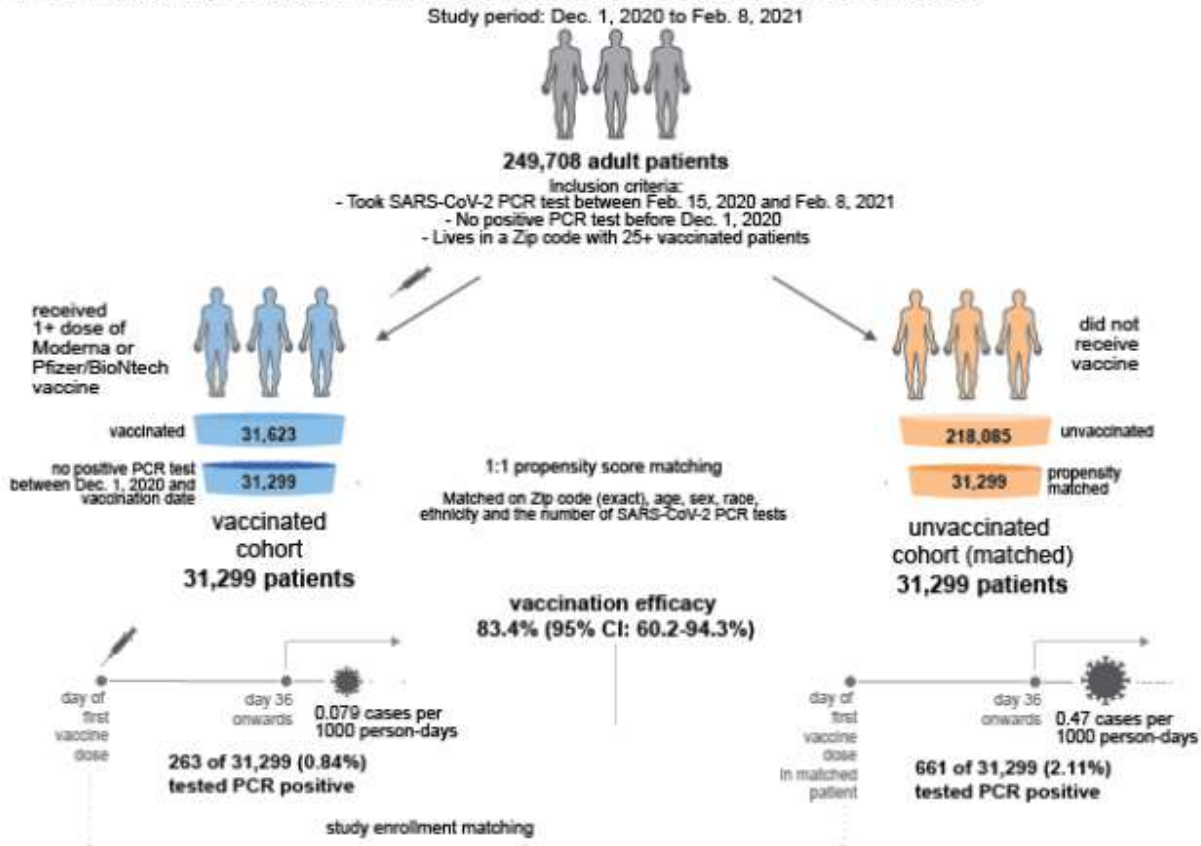 Study period: Dec. 1, 2020 to Feb. 8, 2021
249,708 adult patients
Inclusion criteria:
- Took SARS-CoV-2 PCR test between Feb. 15, 2020 and Feb. 8, 2021
- No positive PCR test before Dec. 1, 2020
- Lives in a Zip code with 25+ vaccinated patients
received
1+ dose of
Moderna or
Pfizer/BioNtech
vaccine
did not
receive
vaccine
vaccinated
31,623
218,085
unvaccinated
no positive PCR test
between Dec. 1, 2020 and
vaccination date
31,299
1:1 propensity score matching
Matched on Zip code (exact), age, sex, race,
ethnicity and the number of SARS-CoV-2 PCR tests
31,299
propensity
matched
vaccinated
cohort
31,299 patients
unvaccinated
cohort (matched)
31,299 patients
vaccination efficacy
83.4% (95% CI: 60.2-94.3%)
day of
first
vaccine
dose
day 36
onwards
0.079 cases per
1000 person-days
263 of 31,299 (0.84%)
tested PCR positive
day of
first
vaccine
dose
in matched
patient
day 36
onwards
0.47 cases per
1000 person-days
661 of 31,299 (2.11%)
tested PCR positive
study enrollment matching